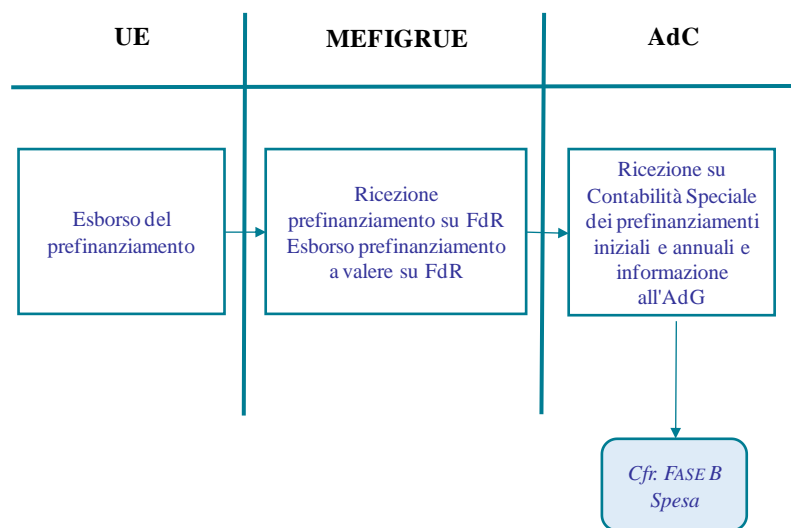 UE
MEFIGRUE
AdC
Esborso del
prefinanziamento
Ricezione
prefinanziamento su FdR
Esborso prefinanziamento
a valere su FdR
Ricezione su
Contabilità Speciale
dei prefinanziamenti
iniziali e annuali e
informazione
all'AdG
Cfr. FASE B
Spesa